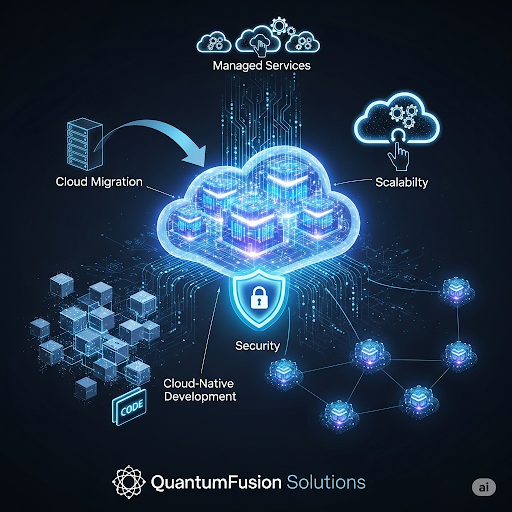 Managed Services
Cloud Migration
Scalabilty
Security
Cloud-Native
Development
CODE
QuantumFusion Solutions
ai